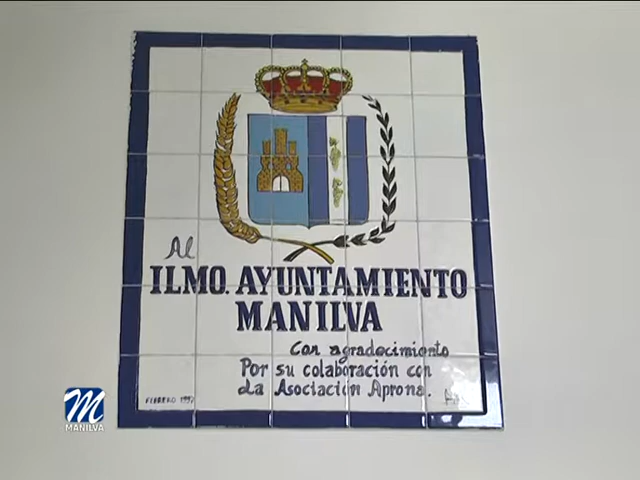 Al
ILMO. AYUNTAMIENTO
MANILVA
Con agradecimiento
Por su colaboración con
La Asociación Aprona.
FEBRERO 1997
M
MANILVA